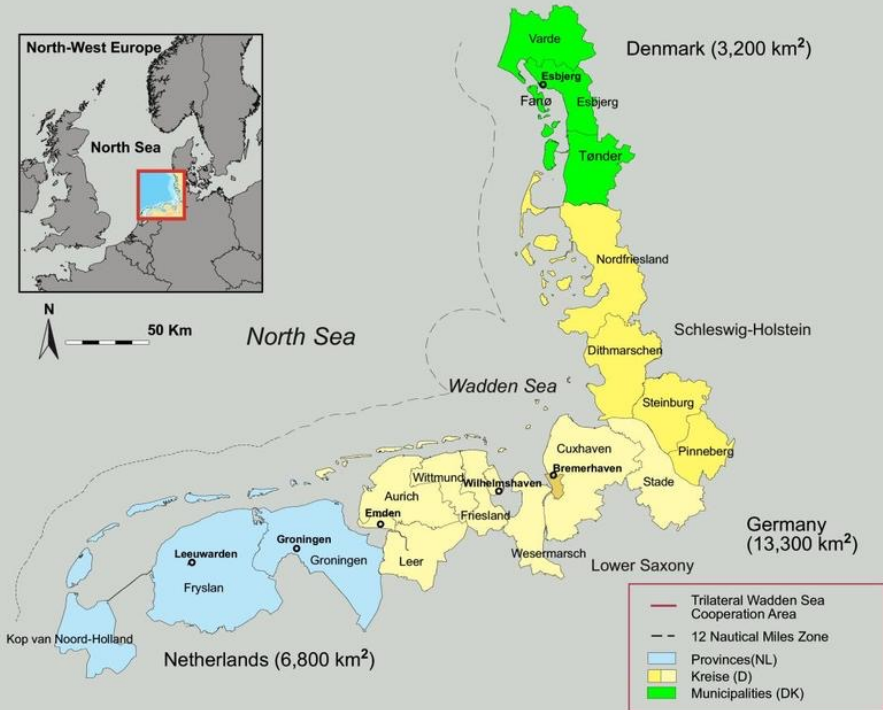 North-West Europe
North Sea
N
50 Km
North Sea
Wadden Sea
Denmark (3,200 km²)
Varde
Esbjerg
Fanø
Esbjerg
Tønder
Nordfriesland
Schleswig-Holstein
Dithmarschen
Steinburg
Pinneberg
Cuxhaven
Bremerhaven
Stade
Wittmund
Wilhelmshaven
Aurich
Emden
Friesland
Leer
Wesermarsch
Lower Saxony
Germany
(13,300 km²)
Groningen
Groningen
Leeuwarden
Fryslan
Kop van Noord-Holland
Netherlands (6,800 km²)
Trilateral Wadden Sea
Cooperation Area
12 Nautical Miles Zone
Provinces(NL)
Kreise (D)
Municipalities (DK)